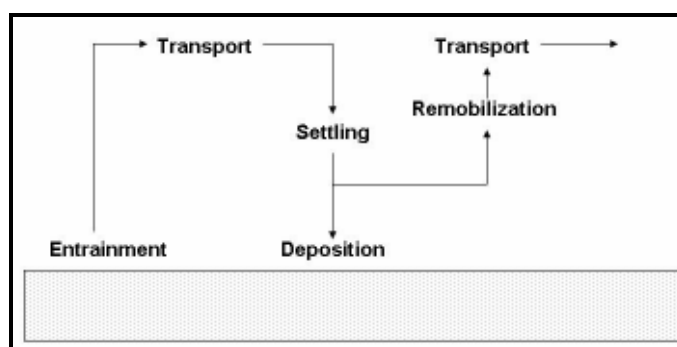 Transport Transport
Remobilization
Settling
Entrainment Deposition